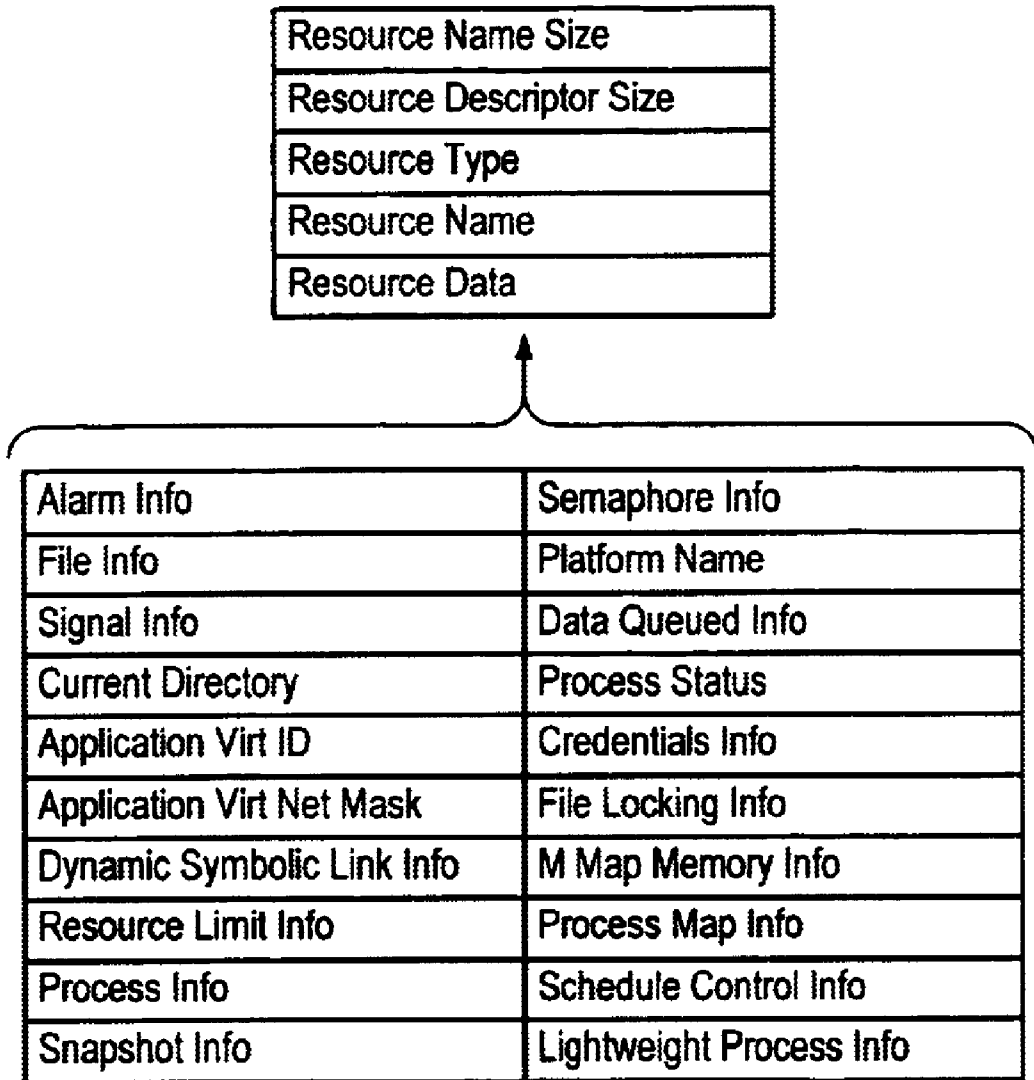 Resource Name Size
Resource Descriptor Size
Resource Type
Resource Name
Resource Data
Alarm Info
Semaphore Info
File Info
Platform Name
Signal Info
Data Queued Info
Current Directory
Process Status
Application Virt ID
Credentials Info
Application Virt Net Mask
File Locking Info
Dynamic Symbolic Link Info
M Map Memory Info
Resource Limit Info
Process Map Info
Process Info
Schedule Control Info
Snapshot Info
Lightweight Process Info